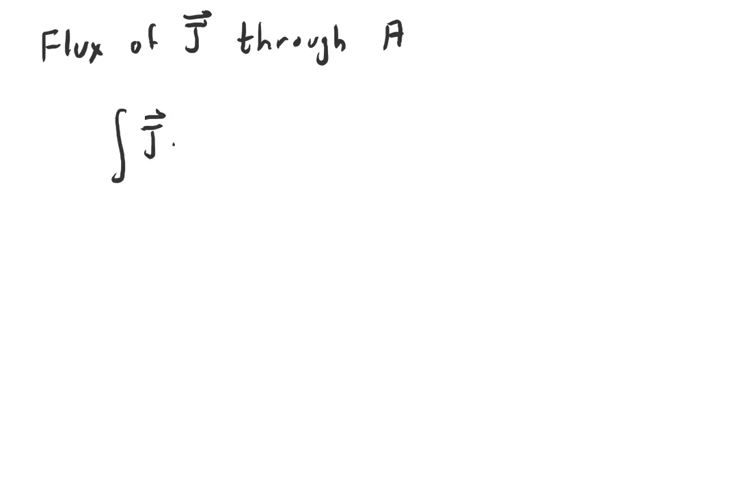 Flux of J⃗ through A
∫ J⃗ ·